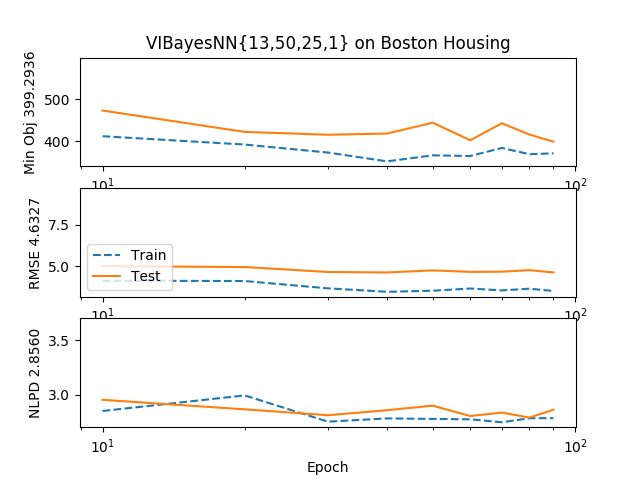 VIBayesNN{13,50,25,1} on Boston Housing
Min Obj 399.2936
500
400
10¹ 10²
RMSE 4.6327
7.5
5.0
Train
Test
10¹ 10²
NLPD 2.8560
3.5
3.0
10¹ 10²
Epoch